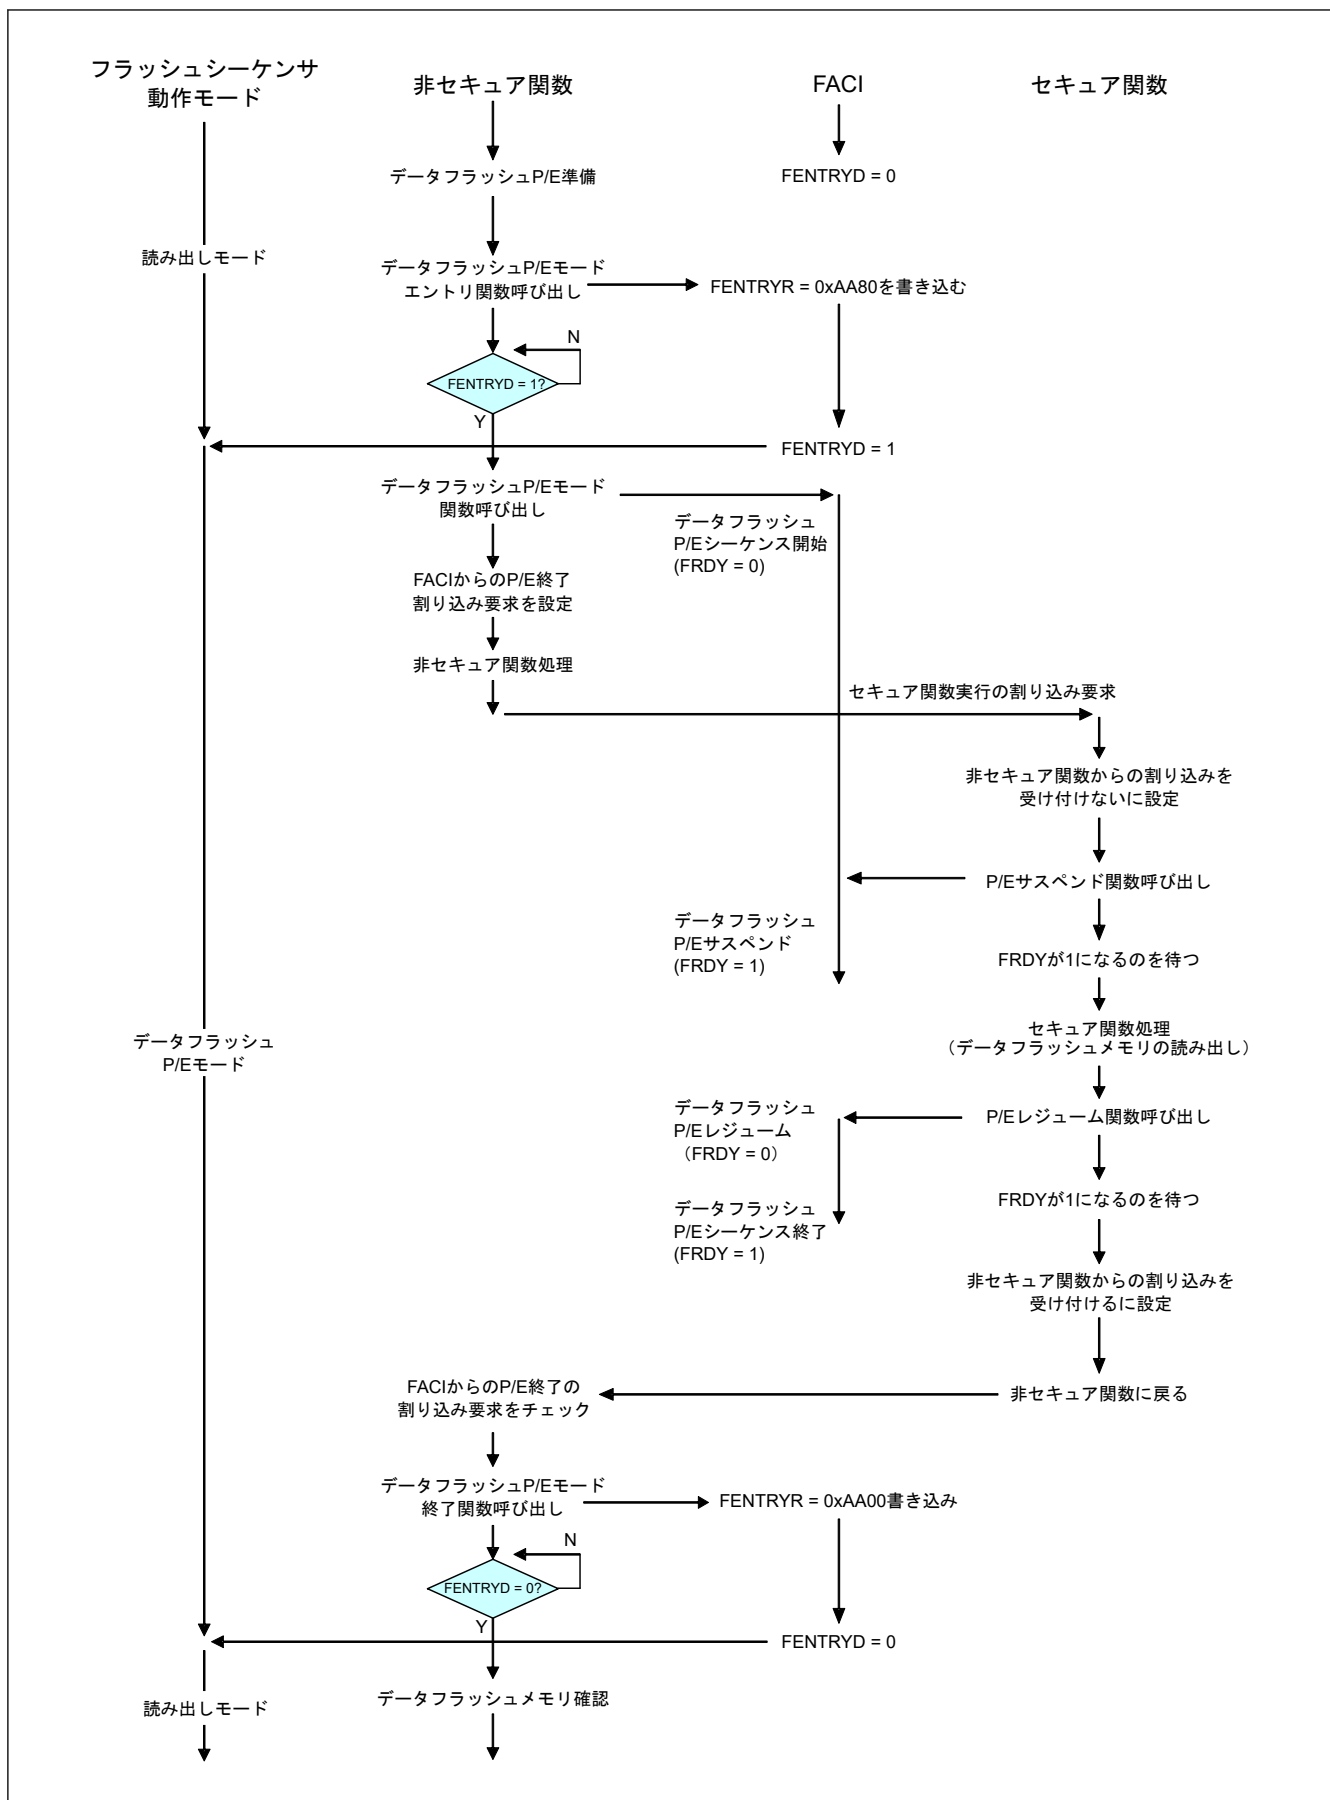 フラッシュシーケンサ
動作モード
非セキュア関数
FACI
セキュア関数
データフラッシュP/E準備
FENTRYD = 0
読み出しモード
データフラッシュP/Eモード
エントリ関数呼び出し
FENTRYR = 0xAA80を書き込む
N
FENTRYD = 1?
Y
FENTRYD = 1
データフラッシュP/Eモード
関数呼び出し
データフラッシュ
P/Eシーケンス開始
(FRDY = 0)
FACIからのP/E終了
割り込み要求を設定
非セキュア関数処理
セキュア関数実行の割り込み要求
非セキュア関数からの割り込みを
受け付けないに設定
P/Eサスペンド関数呼び出し
データフラッシュ
P/Eサスペンド
(FRDY = 1)
FRDYが1になるのを待つ
セキュア関数処理
（データフラッシュメモリの読み出し）
データフラッシュ
P/Eモード
データフラッシュ
P/Eレジューム
（FRDY = 0）
P/Eレジューム関数呼び出し
FRDYが1になるのを待つ
データフラッシュ
P/Eシーケンス終了
(FRDY = 1)
非セキュア関数からの割り込みを
受け付けるに設定
FACIからのP/E終了の
割り込み要求をチェック
非セキュア関数に戻る
データフラッシュP/Eモード
終了関数呼び出し
FENTRYR = 0xAA00書き込み
N
FENTRYD = 0?
Y
FENTRYD = 0
読み出しモード
データフラッシュメモリ確認